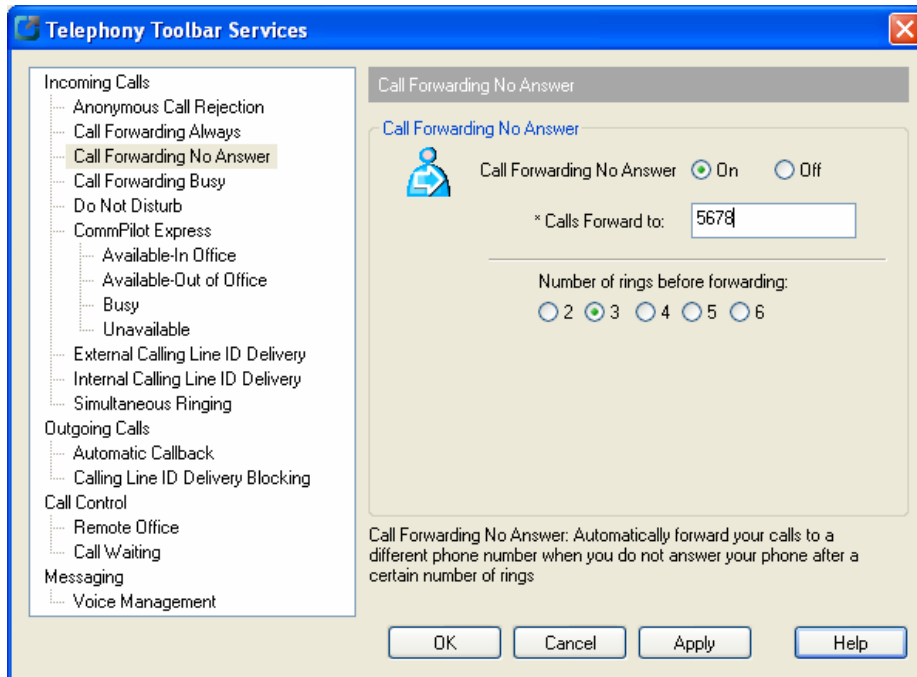 Telephony Toolbar Services
Incoming Calls
Anonymous Call Rejection
Call Forwarding Always
Call Forwarding No Answer
Call Forwarding Busy
Do Not Disturb
CommPilot Express
Available-In Office
Available-Out of Office
Busy
Unavailable
External Calling Line ID Delivery
Internal Calling Line ID Delivery
Simultaneous Ringing
Outgoing Calls
Automatic Callback
Calling Line ID Delivery Blocking
Call Control
Remote Office
Call Waiting
Messaging
Voice Management
Call Forwarding No Answer
Call Forwarding No Answer
Call Forwarding No Answer On Off
* Calls Forward to: 5678
Number of rings before forwarding:
2 3 4 5 6
Call Forwarding No Answer: Automatically forward your calls to a
different phone number when you do not answer your phone after a
certain number of rings
OK Cancel Apply Help